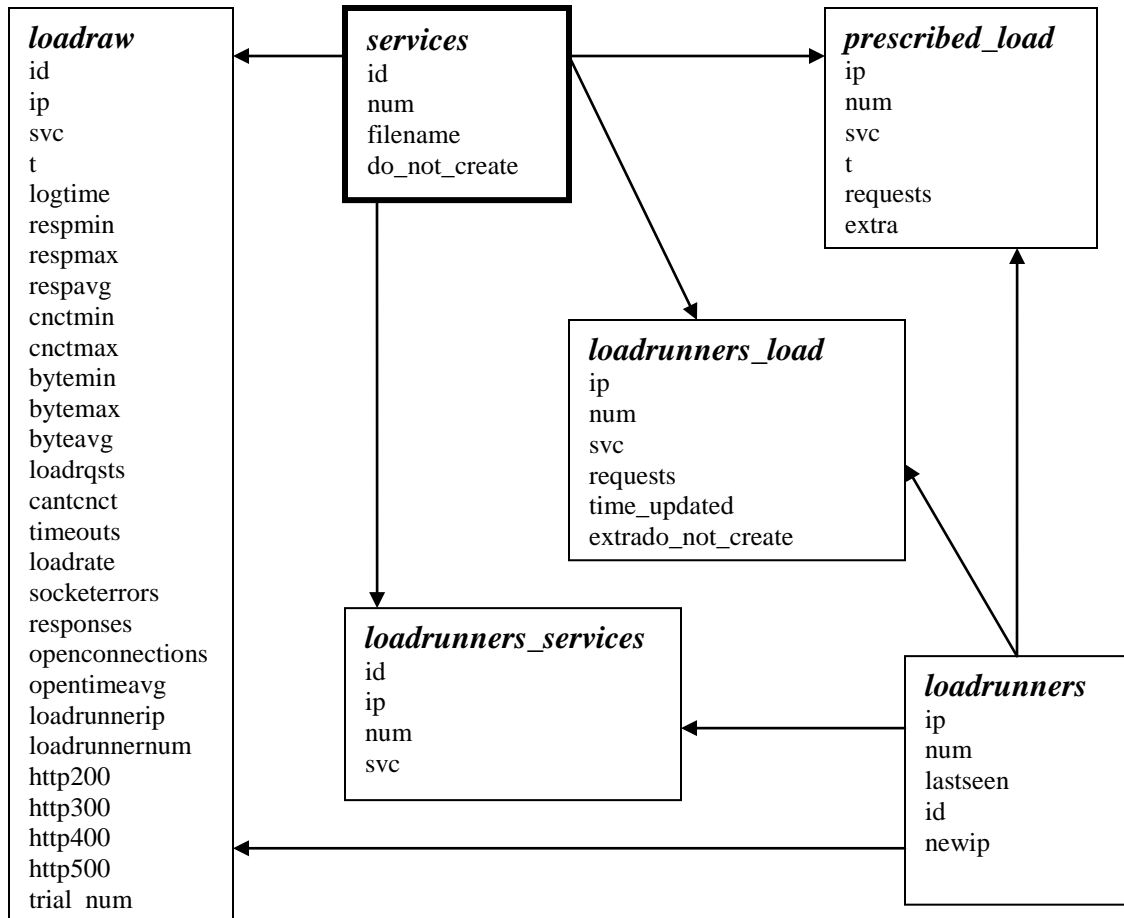 loadraw
id
ip
svc
t
logtime
respmin
respmax
respavg
cnctmin
cnctmax
bytemin
bytemax
byteavg
loadrqsts
cantcnct
timeouts
loadrate
socketerrors
responses
openconnections
opentimeavg
loadrunnerip
loadrunnernum
http200
http300
http400
http500
trial_num
services
id
num
filename
do_not_create
prescribed_load
ip
num
svc
t
requests
extra
loadrunners_load
ip
num
svc
requests
time_updated
extrado_not_create
loadrunners_services
id
ip
num
svc
loadrunners
ip
num
lastseen
id
newip